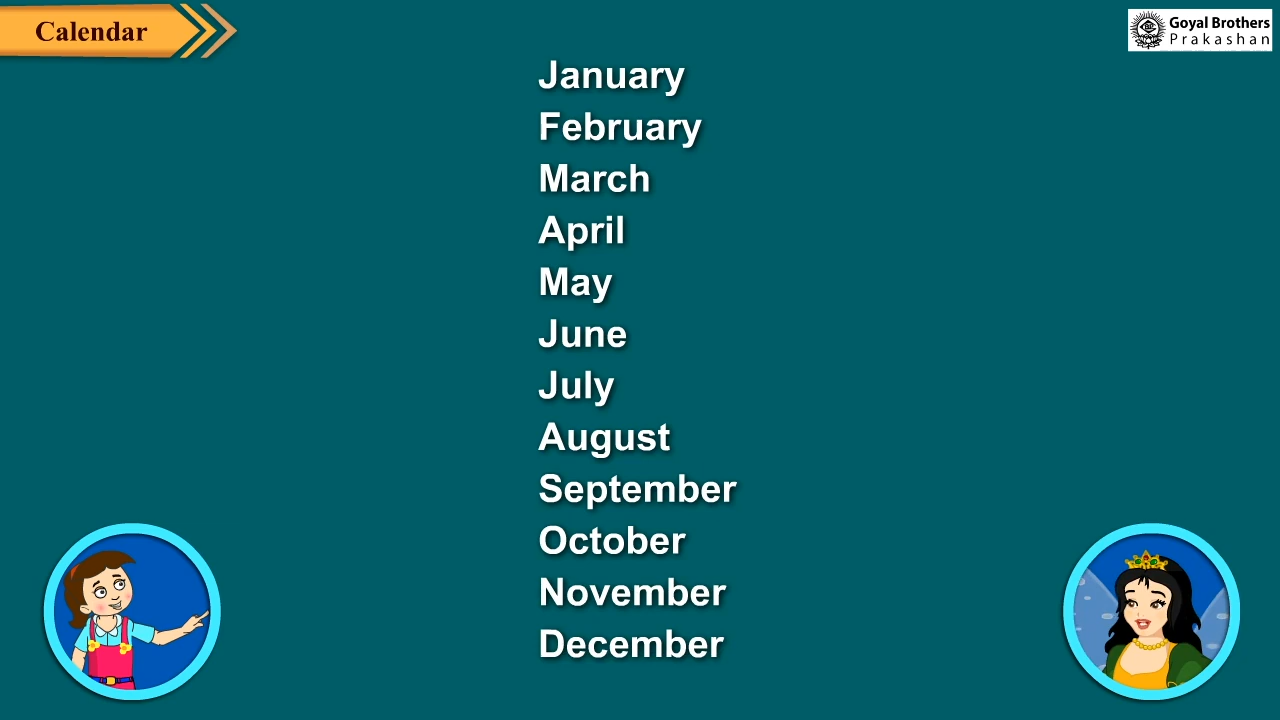 Calendar
Goyal Brothers
Prakashan
January
February
March
April
May
June
July
August
September
October
November
December